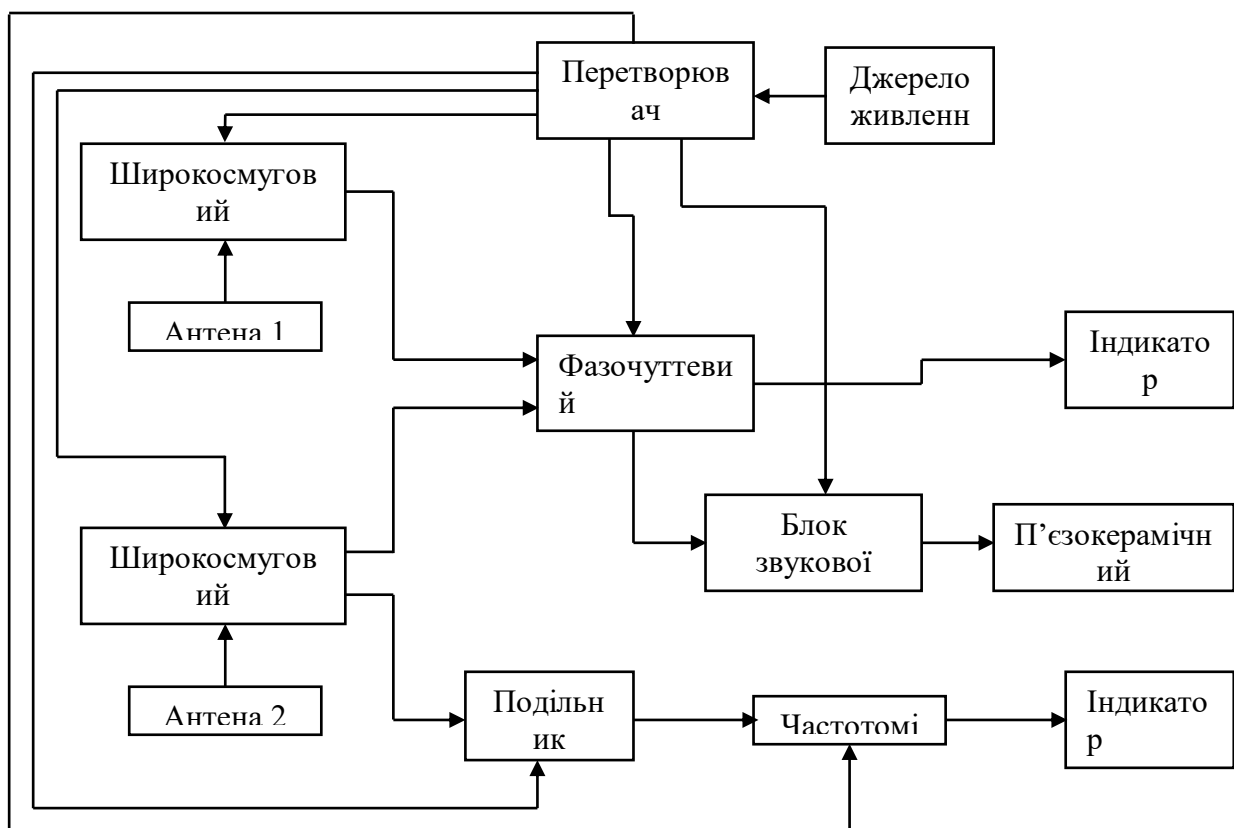 Перетворюв
ач
Джерело
живленн
Широкосмугов
ий
Антена 1
Фазочуттеви
й
Індикато
р
Блок
звукової
П’єзокерамічн
ий
Широкосмугов
ий
Антена 2
Подільн
ик
Частотомі
Індикато
р